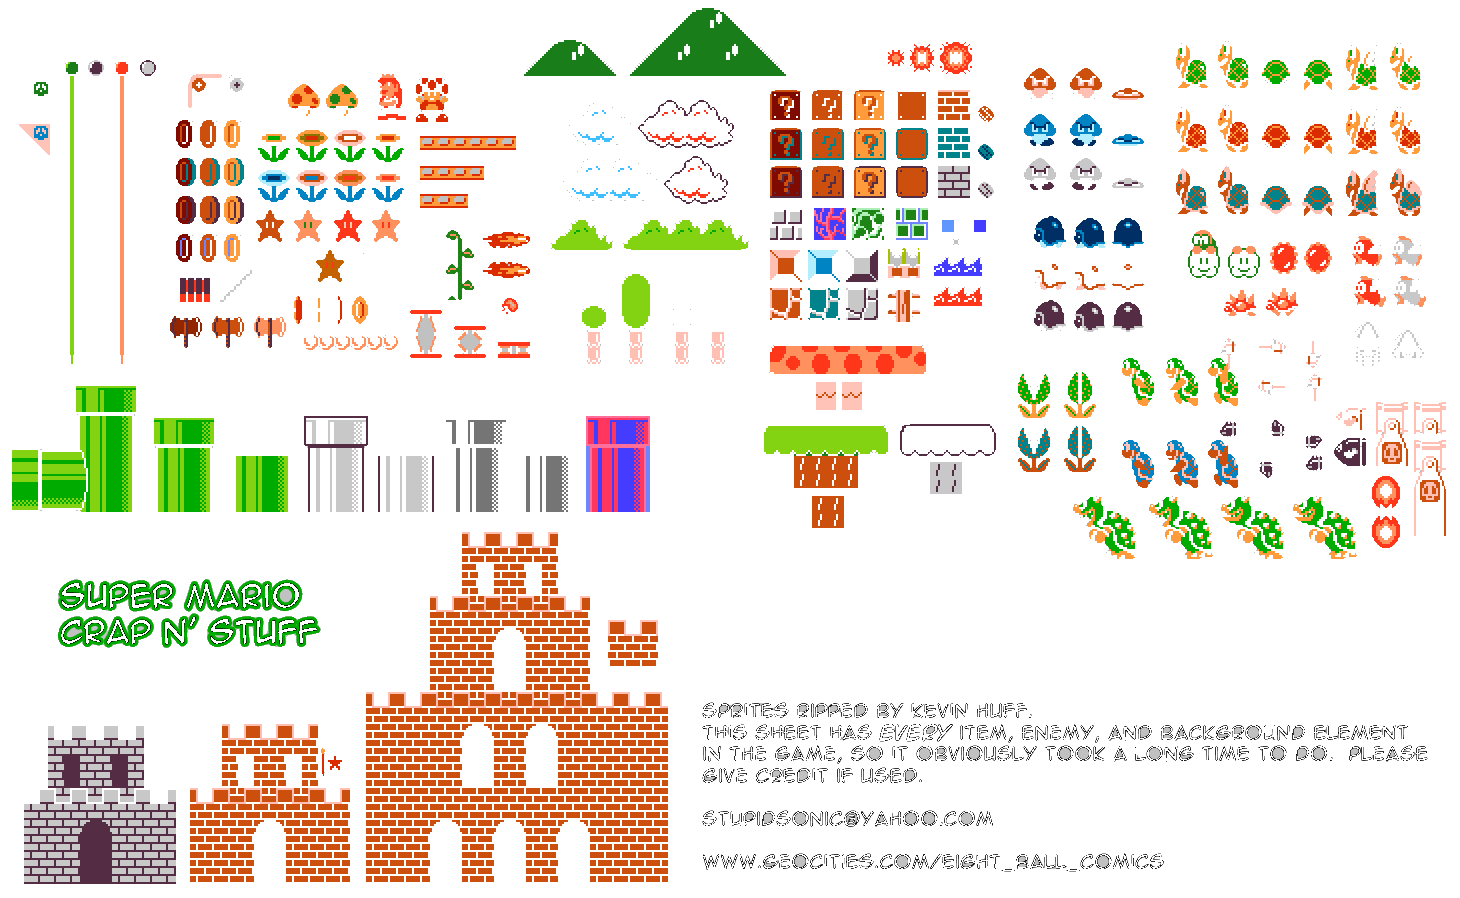 SUPER MARIO
CRAP N' STUFF
SPRITES RIPPED BY KEVIN HUFF.
THIS SHEET HAS EVERY ITEM, ENEMY, AND BACKGROUND ELEMENT
IN THE GAME, SO IT OBVIOUSLY TOOK A LONG TIME TO DO. PLEASE
GIVE CREDIT IF USED.
STUPIDSONIC@YAHOO.COM
WWW.GEOCITIES.COM/EIGHT_BALL_COMICS